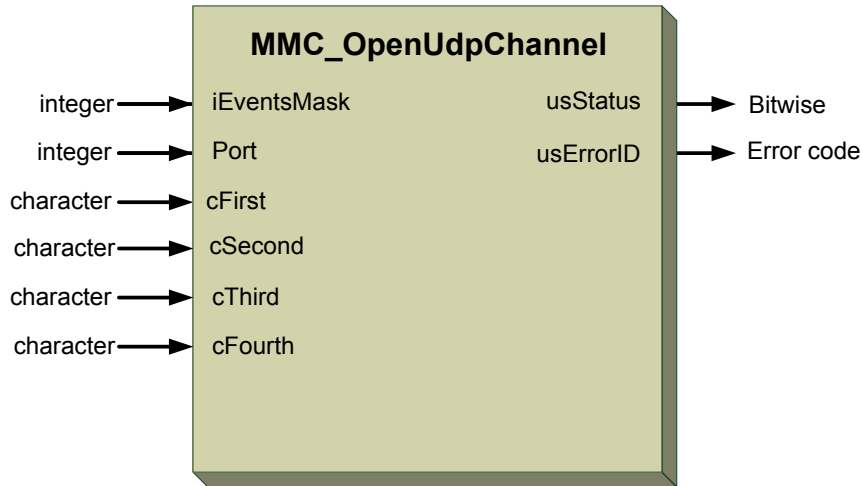 MMC_OpenUdpChannel
integer iEventsMask usStatus Bitwise
integer Port usErrorID Error code
character cFirst
character cSecond
character cThird
character cFourth